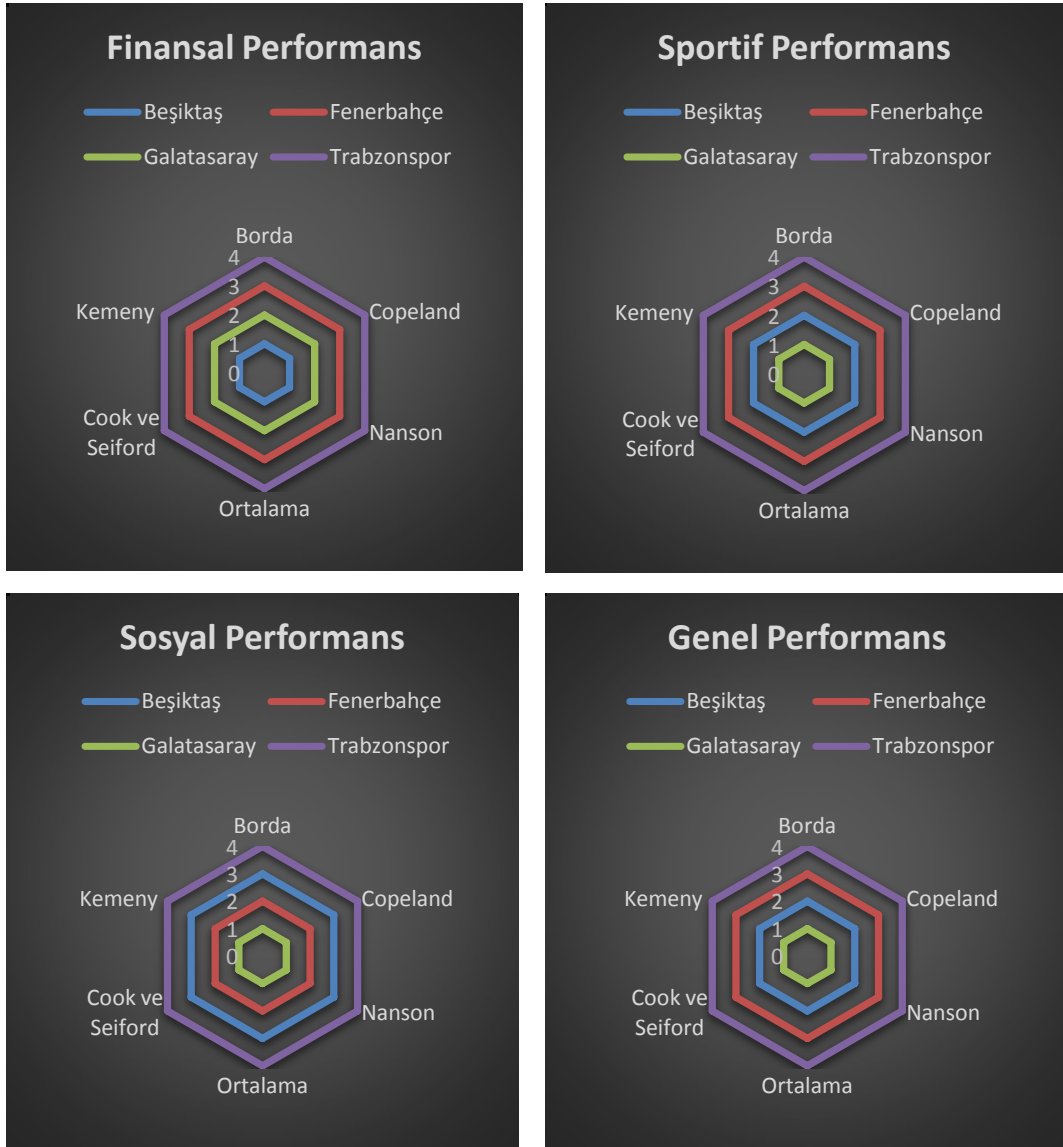 Finansal Performans
Beşiktaş Fenerbahçe
Galatasaray Trabzonspor
Borda
4
3
2
1
0
Copeland
Nanson
Ortalama
Cook ve
Seiford
Kemeny
Sportif Performans
Beşiktaş Fenerbahçe
Galatasaray Trabzonspor
Borda
4
3
2
1
0
Copeland
Nanson
Ortalama
Cook ve
Seiford
Kemeny
Sosyal Performans
Beşiktaş Fenerbahçe
Galatasaray Trabzonspor
Borda
4
3
2
1
0
Copeland
Nanson
Ortalama
Cook ve
Seiford
Kemeny
Genel Performans
Beşiktaş Fenerbahçe
Galatasaray Trabzonspor
Borda
4
3
2
1
0
Copeland
Nanson
Ortalama
Cook ve
Seiford
Kemeny